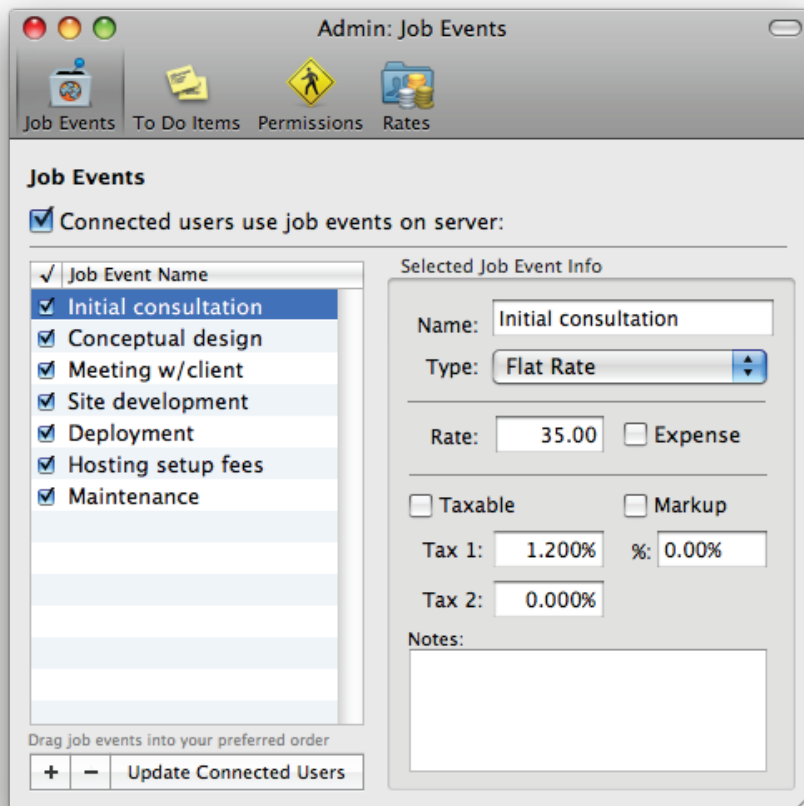 Admin: Job Events
Job Events To Do Items Permissions Rates
Job Events
Connected users use job events on server:
√ Job Event Name
Initial consultation
Conceptual design
Meeting w/client
Site development
Deployment
Hosting setup fees
Maintenance
Drag job events into your preferred order
+ − Update Connected Users
Selected Job Event Info
Name: Initial consultation
Type: Flat Rate
Rate: 35.00 Expense
Taxable Markup
Tax 1: 1.200% %: 0.00%
Tax 2: 0.000%
Notes: